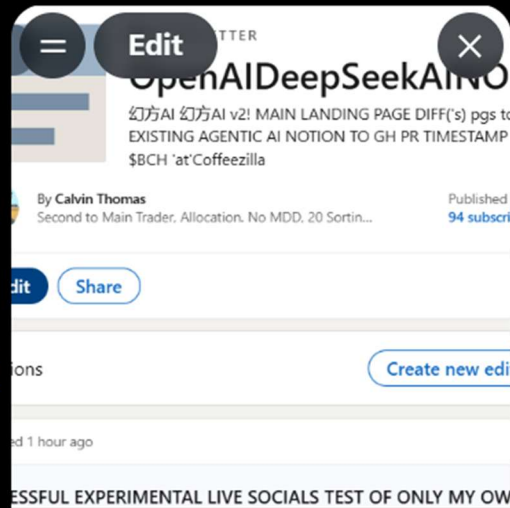 Edit
TTER
OpenAIDeepSeekAINO
幻方AI 幻方AI v2! MAIN LANDING PAGE DIFF('s) pgs to
EXISTING AGENTIC AI NOTION TO GH PR TIMESTAMP
$BCH 'at'Coffeezilla
By Calvin Thomas
Published
Second to Main Trader, Allocation, No MDD, 20 Sortin...
94 subscri
dit
Share
ions
Create new edi
ed 1 hour ago
ESSFUL EXPERIMENTAL LIVE SOCIALS TEST OF ONLY MY OW